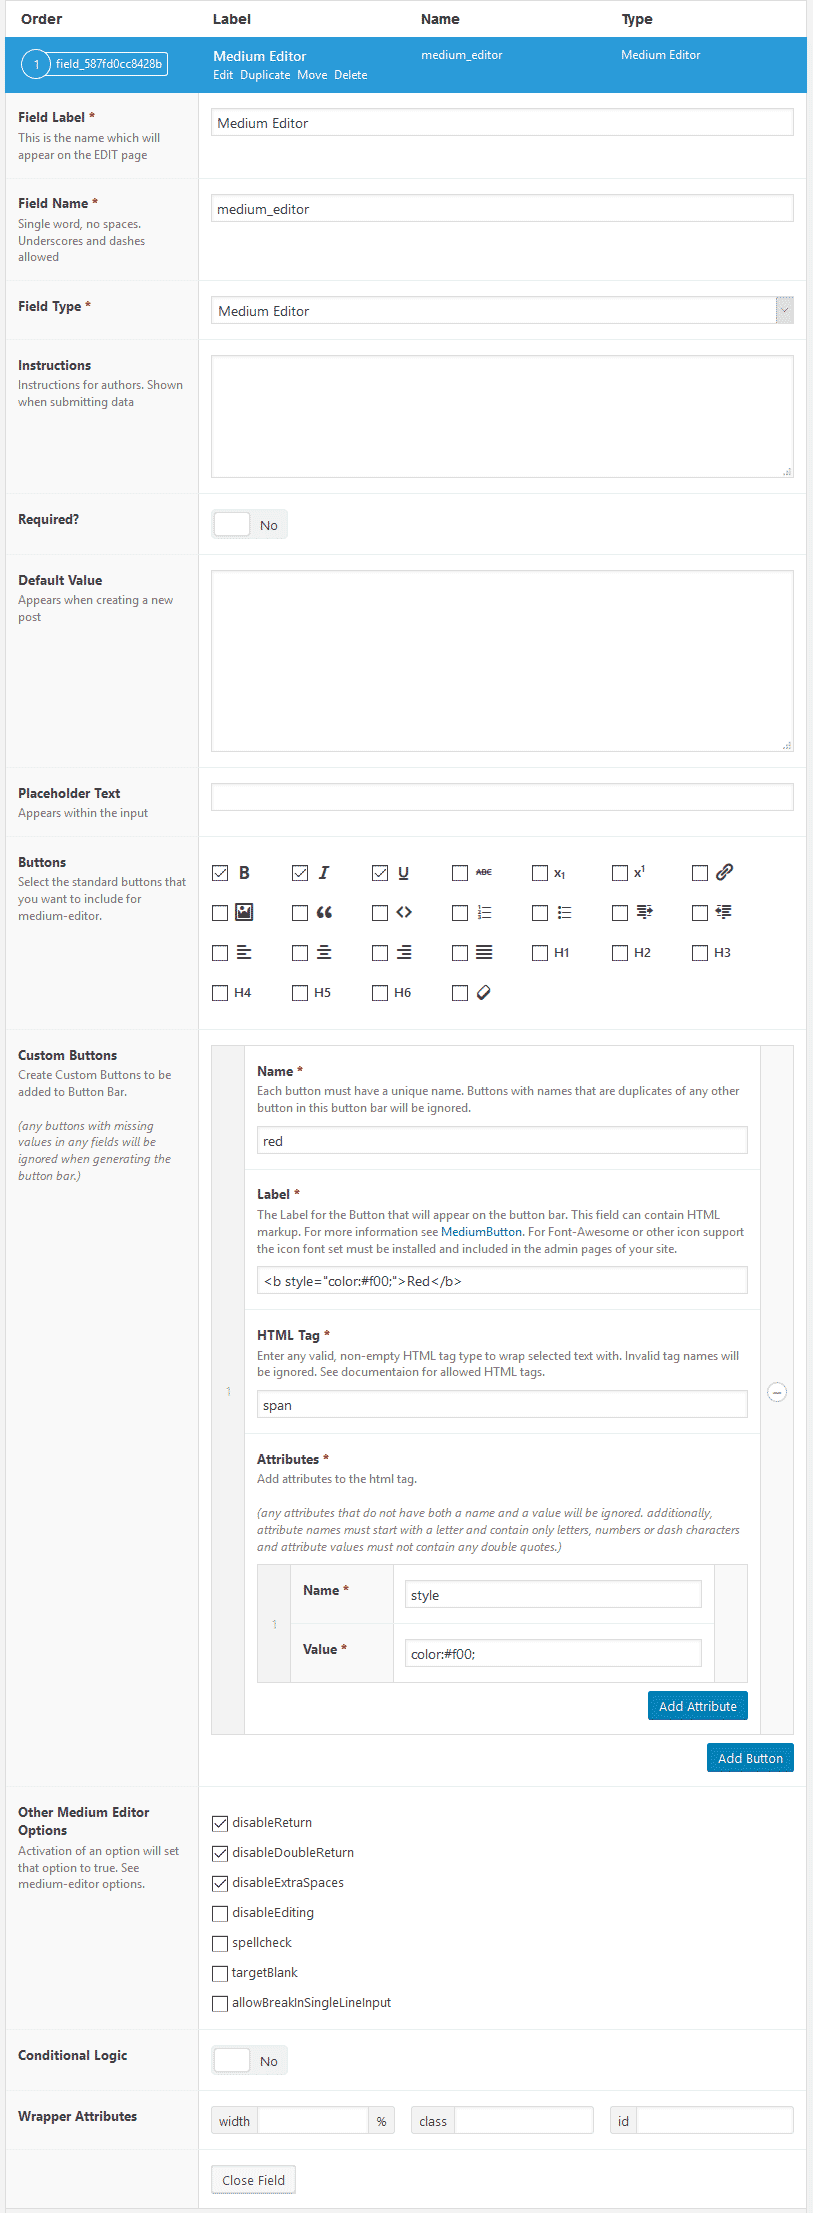 Order Label Name Type
1 field_587fd0cc8428b Medium Editor medium_editor Medium Editor
Edit Duplicate Move Delete
Field Label *
This is the name which will
appear on the EDIT page
Medium Editor
Field Name *
Single word, no spaces.
Underscores and dashes
allowed
medium_editor
Field Type *
Medium Editor
Instructions
Instructions for authors. Shown
when submitting data
Required?
No
Default Value
Appears when creating a new
post
Placeholder Text
Appears within the input
Buttons
Select the standard buttons that
you want to include for
medium-editor.
B I U ABC x1 x1
H1 H2 H3
H4 H5 H6
Custom Buttons
Create Custom Buttons to be
added to Button Bar.
(any buttons with missing
values in any fields will be
ignored when generating the
button bar.)
1
Name *
Each button must have a unique name. Buttons with names that are duplicates of any other
button in this button bar will be ignored.
red
Label *
The Label for the Button that will appear on the button bar. This field can contain HTML
markup. For more information see MediumButton. For Font-Awesome or other icon support
the icon font set must be installed and included in the admin pages of your site.
<b style="color:#f00;">Red</b>
HTML Tag *
Enter any valid, non-empty HTML tag type to wrap selected text with. Invalid tag names will
be ignored. See documentaion for allowed HTML tags.
span
Attributes *
Add attributes to the html tag.
(any attributes that do not have both a name and a value will be ignored. additionally,
attribute names must start with a letter and contain only letters, numbers or dash characters
and attribute values must not contain any double quotes.)
1
Name *
style
Value *
color:#f00;
Add Attribute
Add Button
Other Medium Editor
Options
Activation of an option will set
that option to true. See
medium-editor options.
disableReturn
disableDoubleReturn
disableExtraSpaces
disableEditing
spellcheck
targetBlank
allowBreakInSingleLineInput
Conditional Logic
No
Wrapper Attributes
width % class id
Close Field